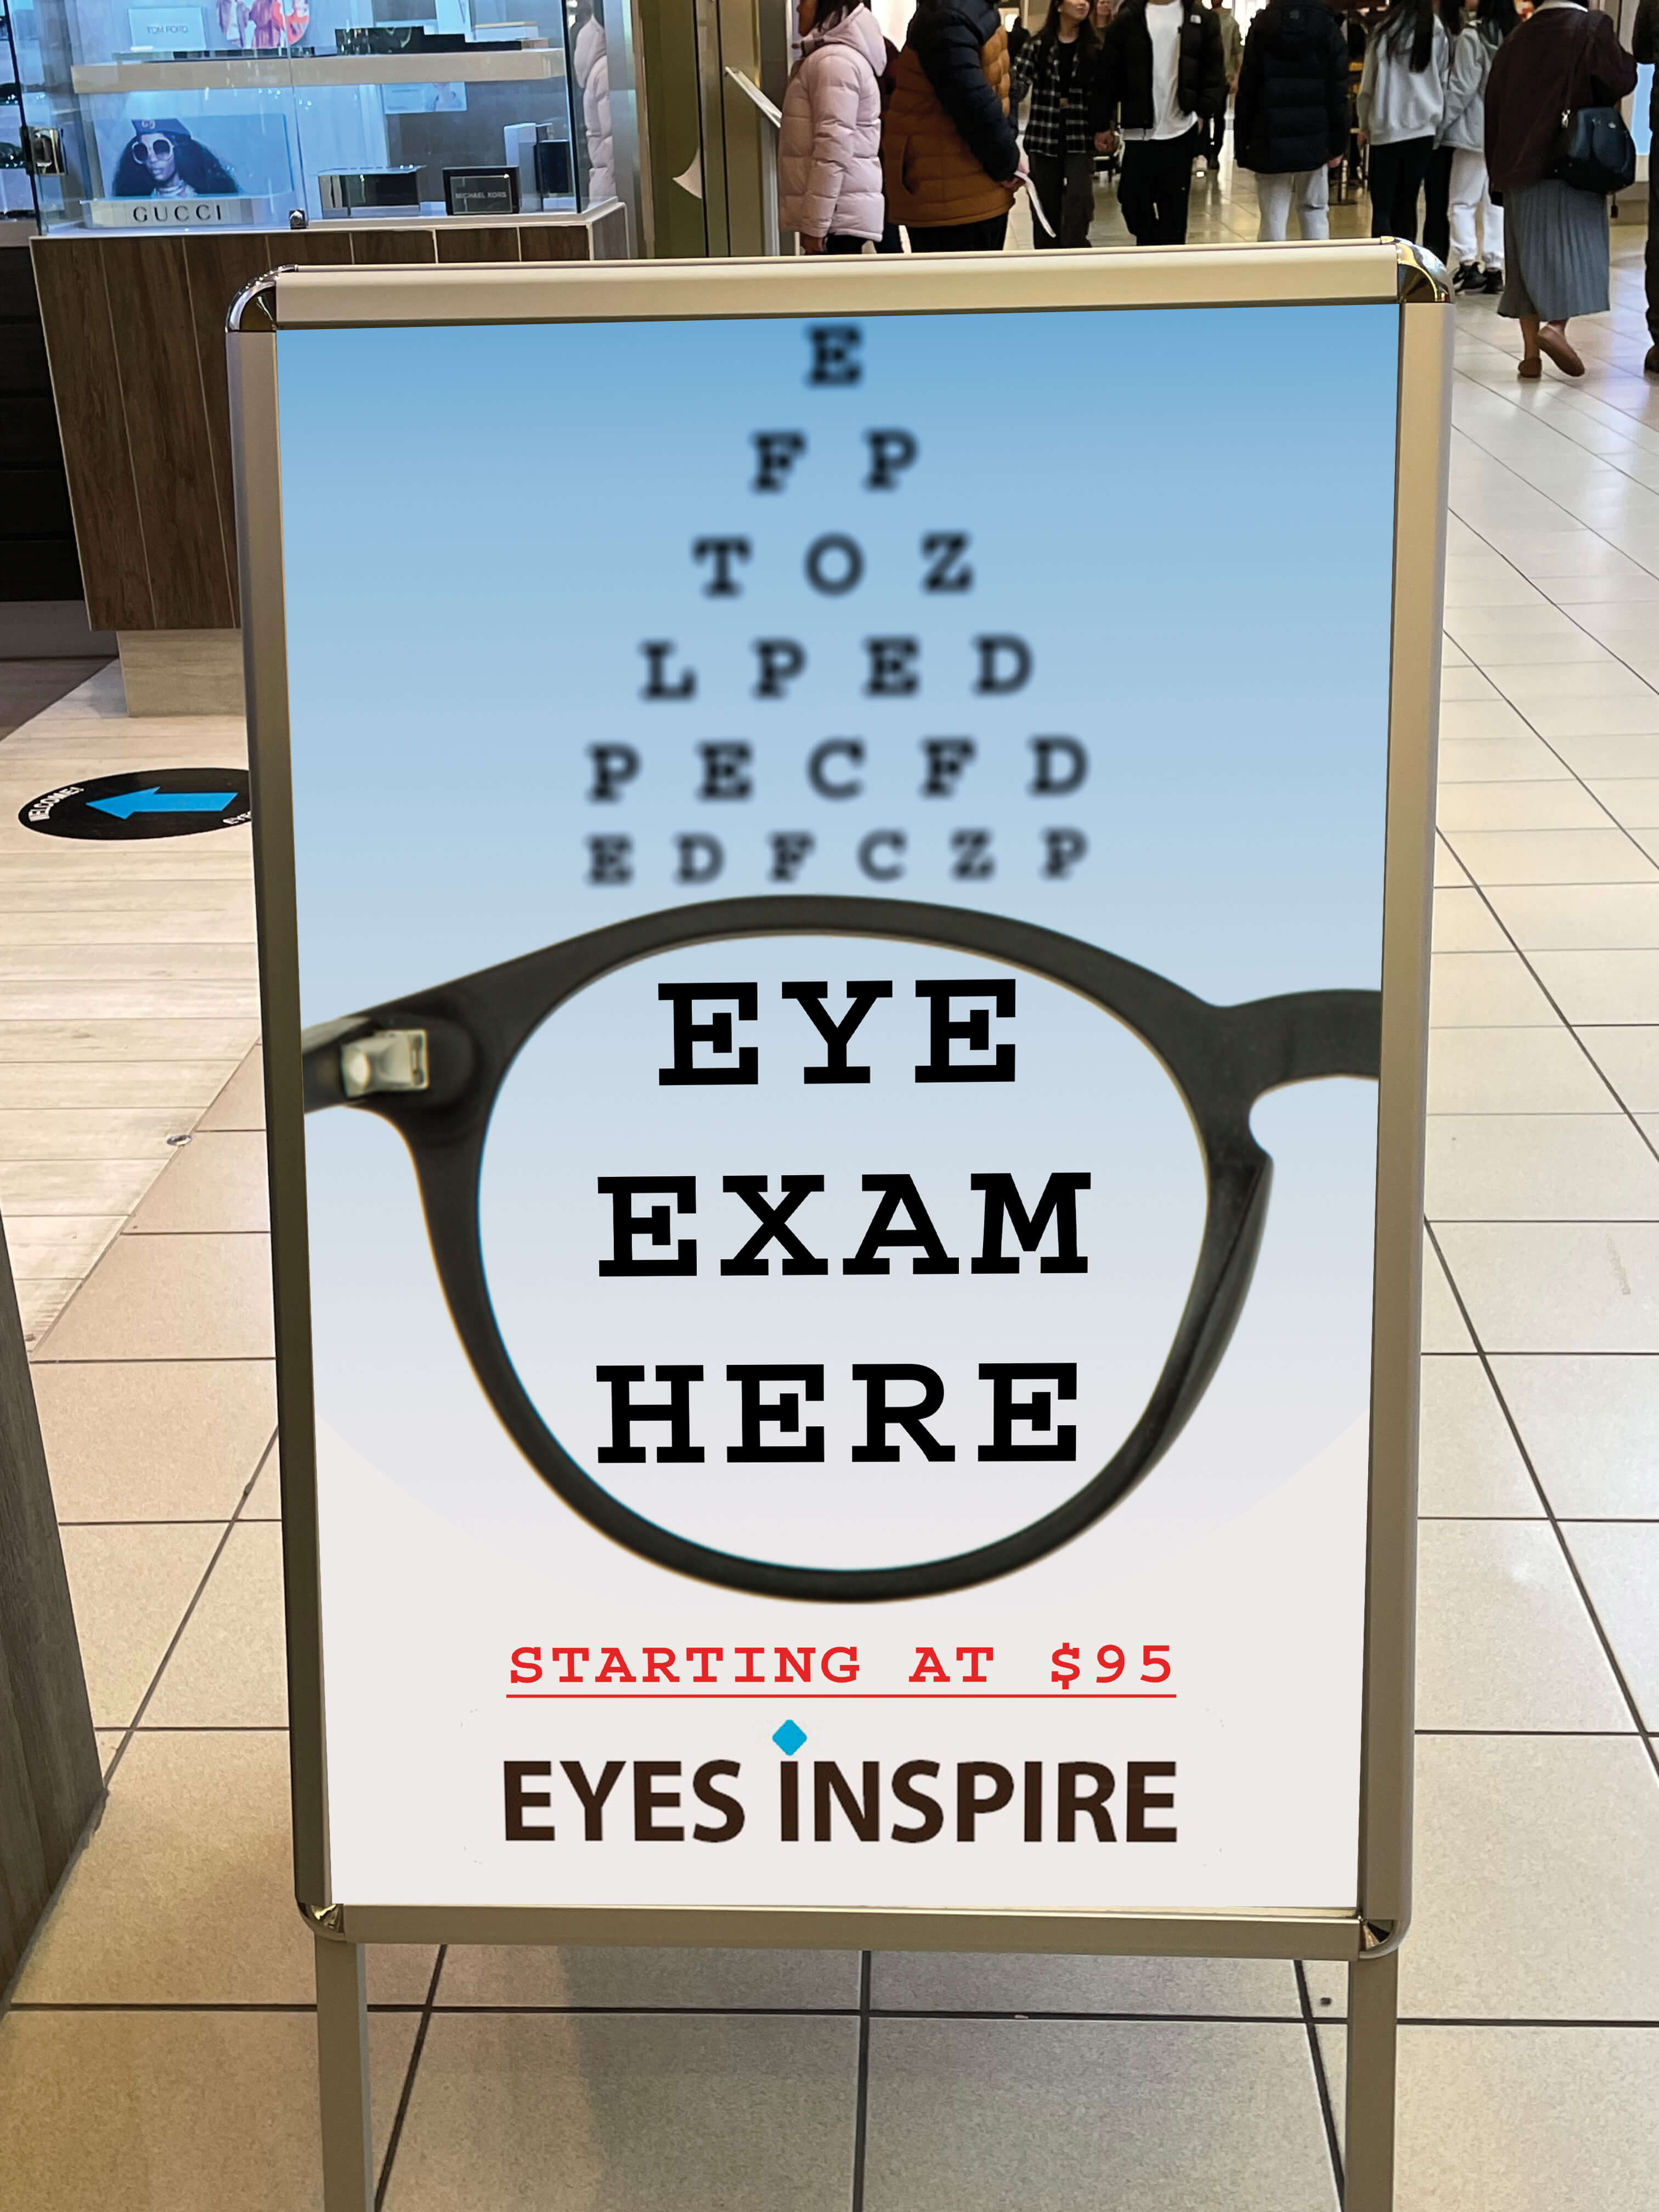 TOM FORD
GUCCI
MICHAEL KORS
WELCOME!
E
F P
T O Z
L P E D
P E C F D
E D F C Z P
EYE
EXAM
HERE
STARTING AT $95
EYES INSPIRE